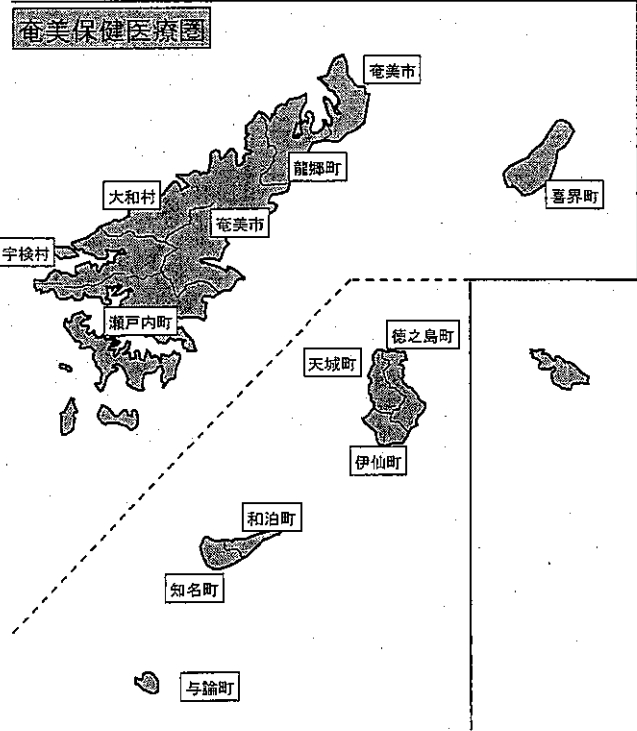 奄美保健医療圏
奄美市
龍郷町
喜界町
大和村
奄美市
宇検村
瀬戸内町
徳之島町
天城町
伊仙町
和泊町
知名町
与論町